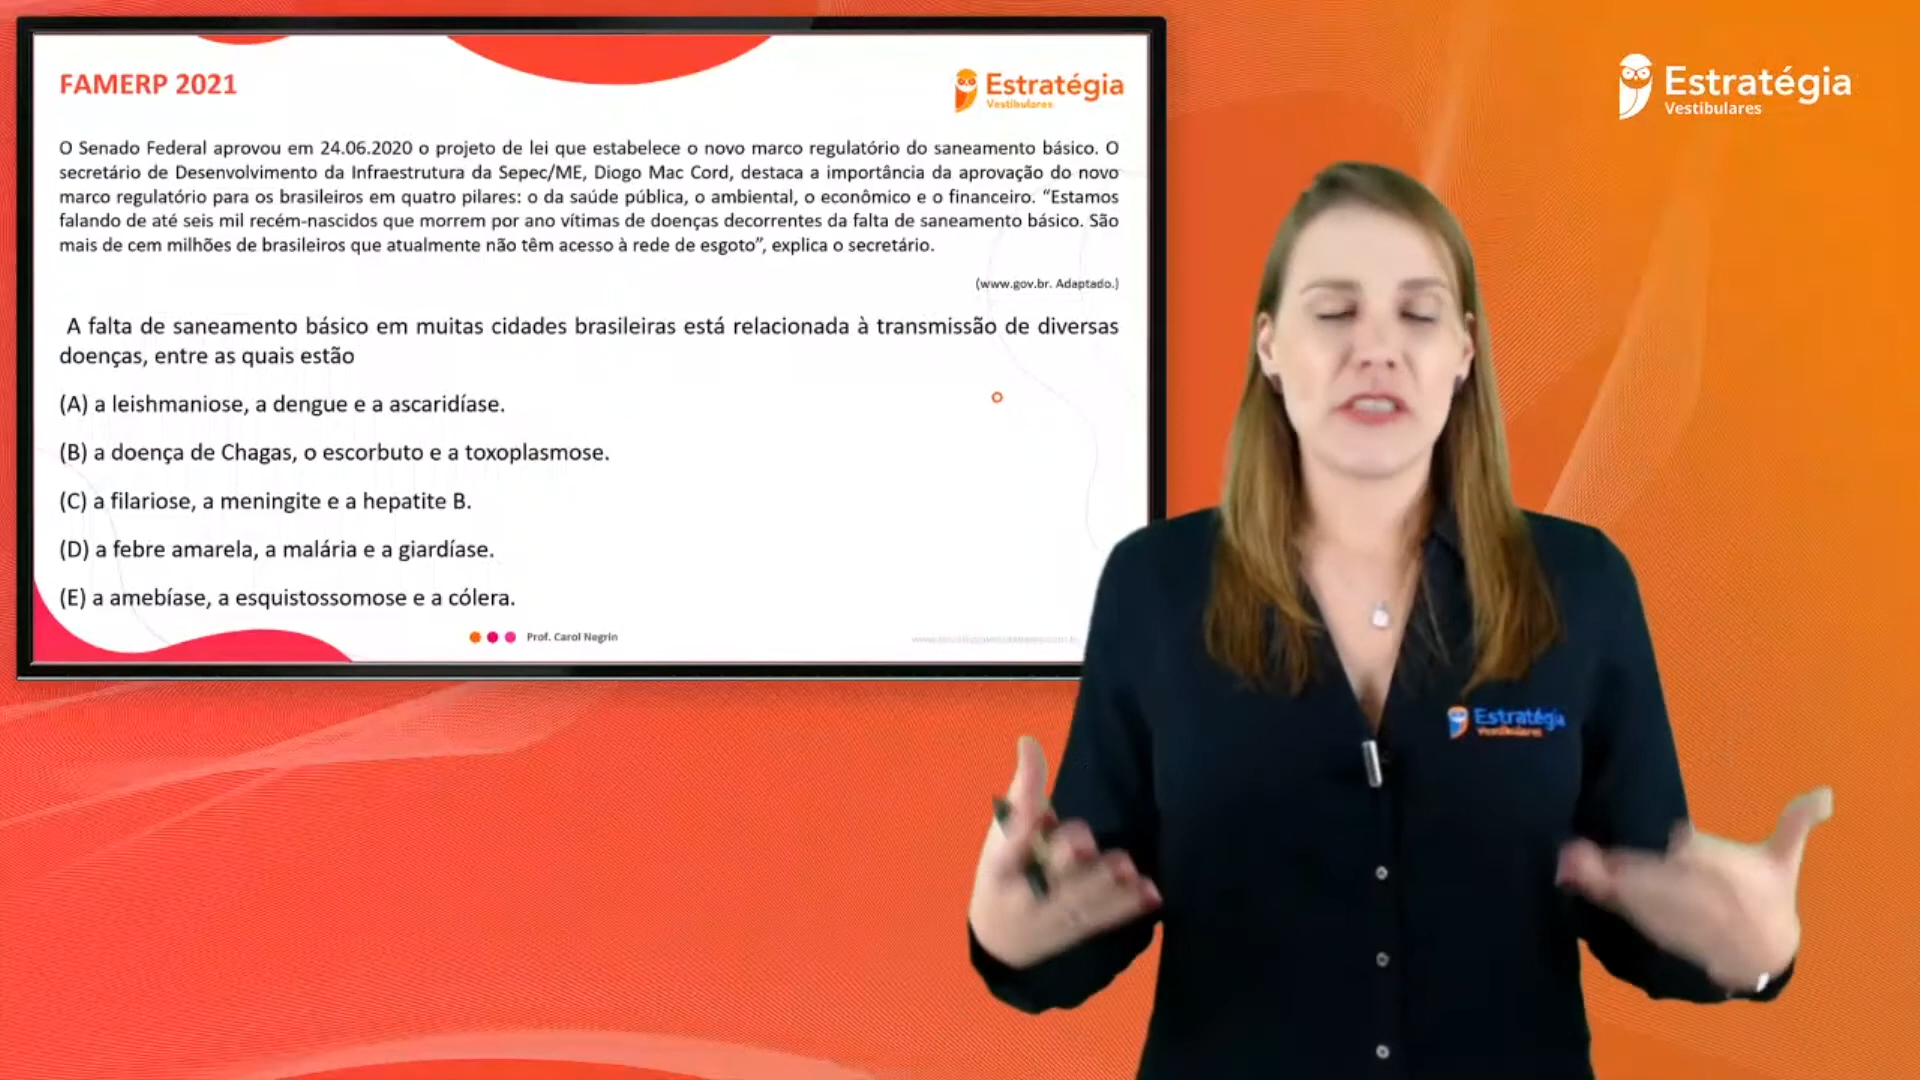 FAMERP 2021
Estratégia
Vestibulares
O Senado Federal aprovou em 24.06.2020 o projeto de lei que estabelece o novo marco regulatório do saneamento básico. O
secretário de Desenvolvimento da Infraestrutura da Sepec/ME, Diogo Mac Cord, destaca a importância da aprovação do novo
marco regulatório para os brasileiros em quatro pilares: o da saúde pública, o ambiental, o econômico e o financeiro. “Estamos
falando de até seis mil recém-nascidos que morrem por ano vítimas de doenças decorrentes da falta de saneamento básico. São
mais de cem milhões de brasileiros que atualmente não têm acesso à rede de esgoto”, explica o secretário.
(www.gov.br. Adaptado.)
A falta de saneamento básico em muitas cidades brasileiras está relacionada à transmissão de diversas
doenças, entre as quais estão
(A) a leishmaniose, a dengue e a ascaridíase.
(B) a doença de Chagas, o escorbuto e a toxoplasmose.
(C) a filariose, a meningite e a hepatite B.
(D) a febre amarela, a malária e a giardíase.
(E) a amebíase, a esquistossomose e a cólera.
Prof. Carol Negrin
Estratégia
Vestibulares
Estratégia
Vestibulares